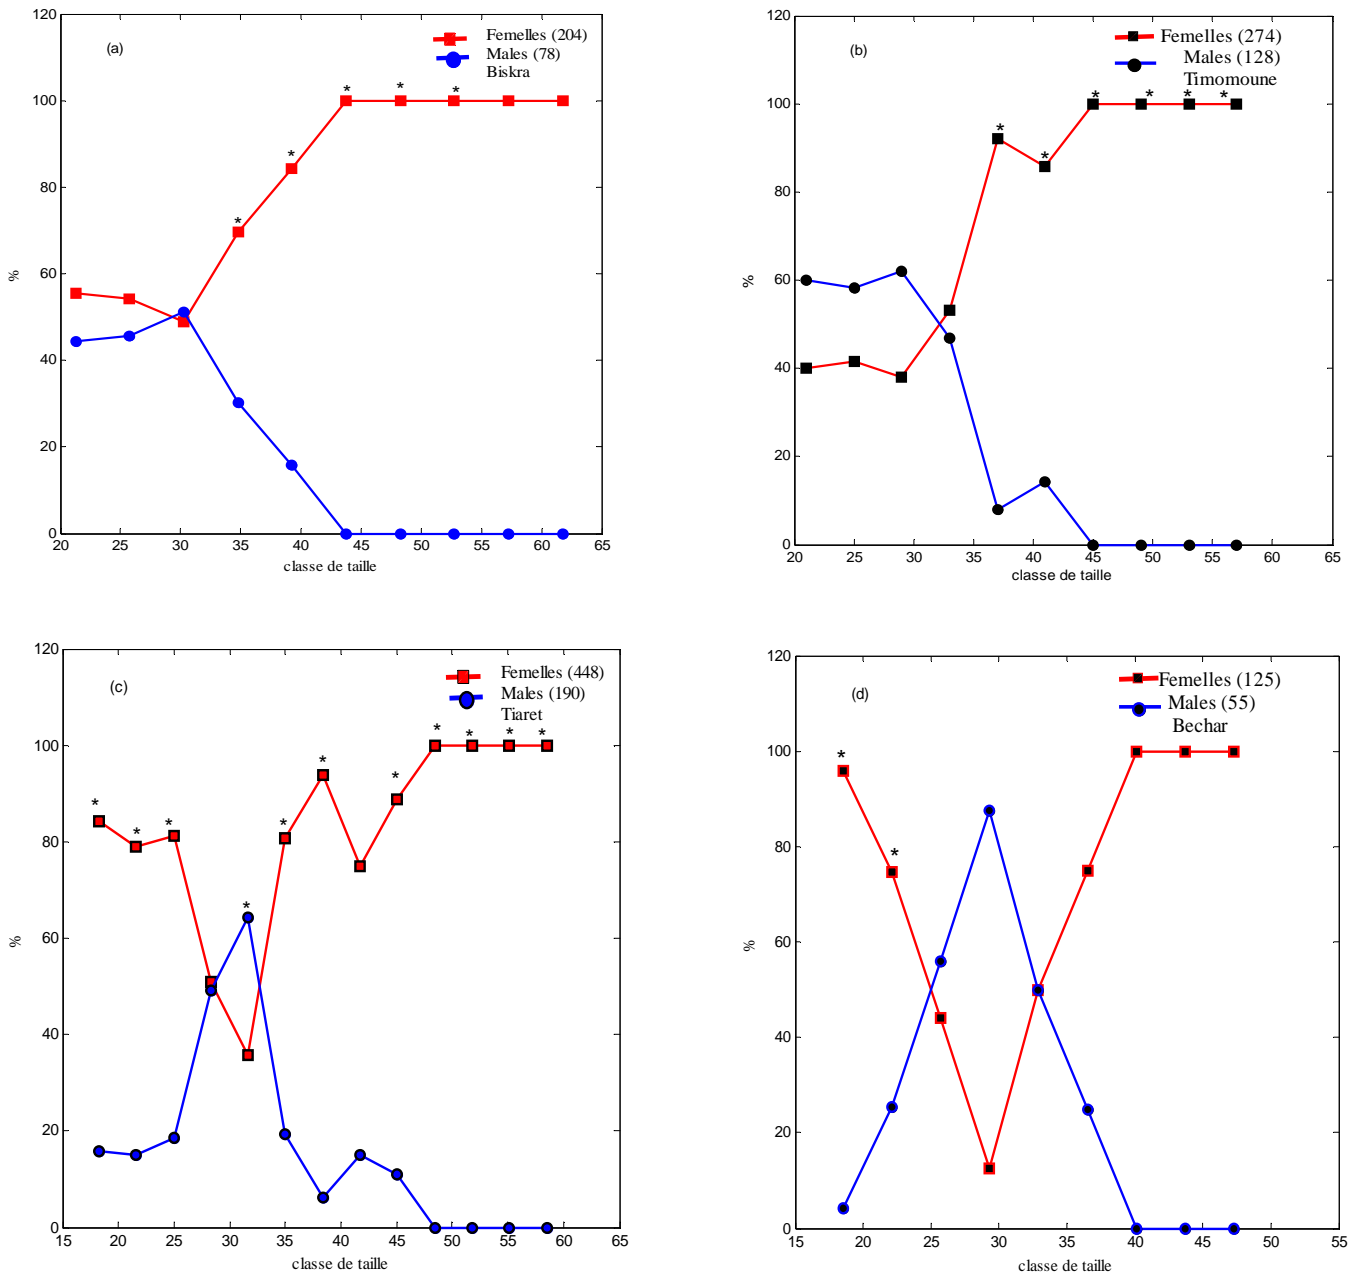 (a)
Femelles (204)
Males (78)
Biskra
*
*
*
*
*
120
100
80
60
40
20
0
%
20 25 30 35 40 45 50 55 60 65
classe de taille
(b)
Femelles (274)
Males (128)
Timomoune
*
*
*
*
*
*
120
100
80
60
40
20
0
%
20 25 30 35 40 45 50 55 60 65
classe de taille
(c)
Femelles (448)
Males (190)
Tiaret
*
*
*
*
*
*
*
*
*
*
*
120
100
80
60
40
20
0
%
15 20 25 30 35 40 45 50 55 60 65
classe de taille
(d)
Femelles (125)
Males (55)
Bechar
*
*
120
100
80
60
40
20
0
%
15 20 25 30 35 40 45 50 55
classe de taille